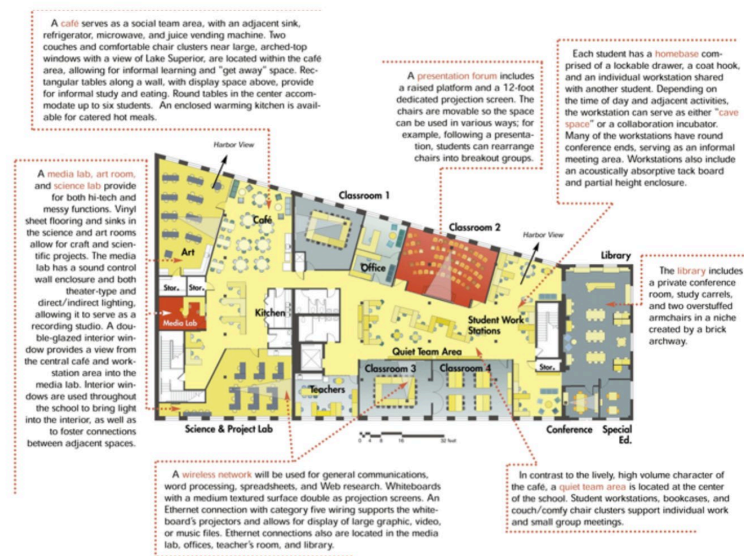 A café serves as a social team area, with an adjacent sink,
refrigerator, microwave, and juice vending machine. Two
couches and comfortable chair clusters near large, arched-top
windows with a view of Lake Superior, are located within the café
area, allowing for informal learning and "get away" space. Rec-
tangular tables along a wall, with display space above, provide
for informal study and eating. Round tables in the center accom-
modate up to six students. An enclosed warming kitchen is avail-
able for catered hot meals.
A presentation forum includes
a raised platform and a 12-foot
dedicated projection screen. The
chairs are movable so the space
can be used in various ways; for
example, following a presenta-
tion, students can rearrange
chairs into breakout groups.
Each student has a homebase com-
prised of a lockable drawer, a coat hook,
and an individual workstation shared
with another student. Depending on
the time of day and adjacent activities,
the workstation can serve as either "cave
space" or a collaboration incubator.
Many of the workstations have round
conference ends, serving as an informal
meeting area. Workstations also include
an acoustically absorptive tack board
and partial height enclosure.
A media lab, art room,
and science lab provide
for both hi-tech and
messy functions. Vinyl
sheet flooring and sinks in
the science and art rooms
allow for craft and scien-
tific projects. The media
lab has a sound control
wall enclosure and both
theater-type and
direct/indirect lighting,
allowing it to serve as a
recording studio. A dou-
ble-glazed interior win-
dow provides a view from
the central café and work-
station area into the
media lab. Interior win-
dows are used throughout
the school to bring light
into the interior, as well as
to foster connections
between adjacent spaces.
Harbor View
Classroom 1
Café
Classroom 2
Harbor View
Art
Office
Library
Stor. Stor.
Media Lab
Kitchen
Student Work
Stations
Quiet Team Area
Classroom 3
Classroom 4
Stor.
Teachers
Science & Project Lab
Conference
Special
Ed.
0 4 8 16 32 feet
The library includes
a private conference
room, study carrels,
and two overstuffed
armchairs in a niche
created by a brick
archway.
A wireless network will be used for general communications,
word processing, spreadsheets, and Web research. Whiteboards
with a medium textured surface double as projection screens. An
Ethernet connection with category five wiring supports the white-
board's projectors and allows for display of large graphic, video,
or music files. Ethernet connections also are located in the media
lab, offices, teacher's room, and library.
In contrast to the lively, high volume character of
the café, a quiet team area is located at the center
of the school. Student workstations, bookcases, and
couch/comfy chair clusters support individual work
and small group meetings.